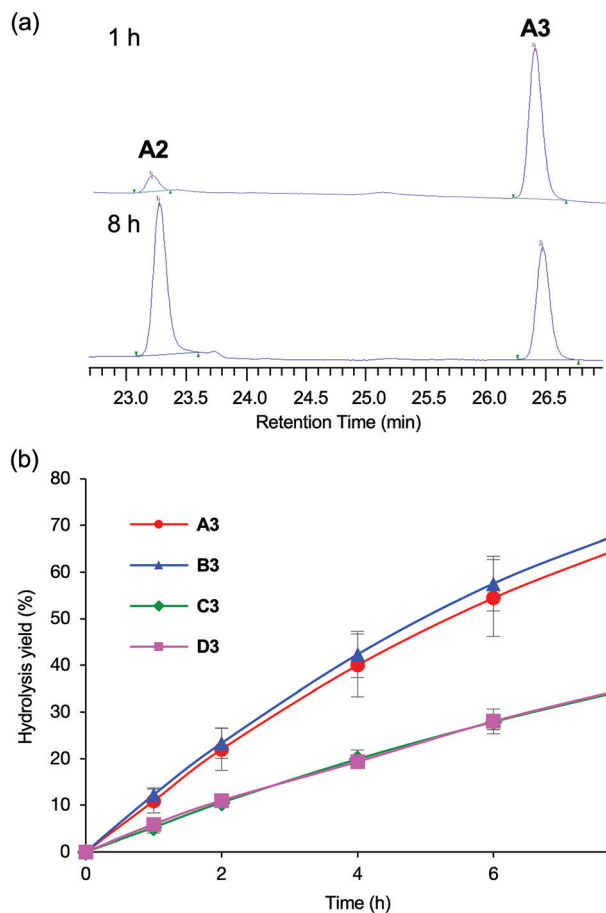 (a)
1 h
A3
A2
8 h
23.0 23.5 24.0 24.5 25.0 25.5 26.0 26.5
Retention Time (min)
(b)
80
70
60
50
40
30
20
10
0
Hydrolysis yield (%)
A3
B3
C3
D3
0 2 4 6
Time (h)